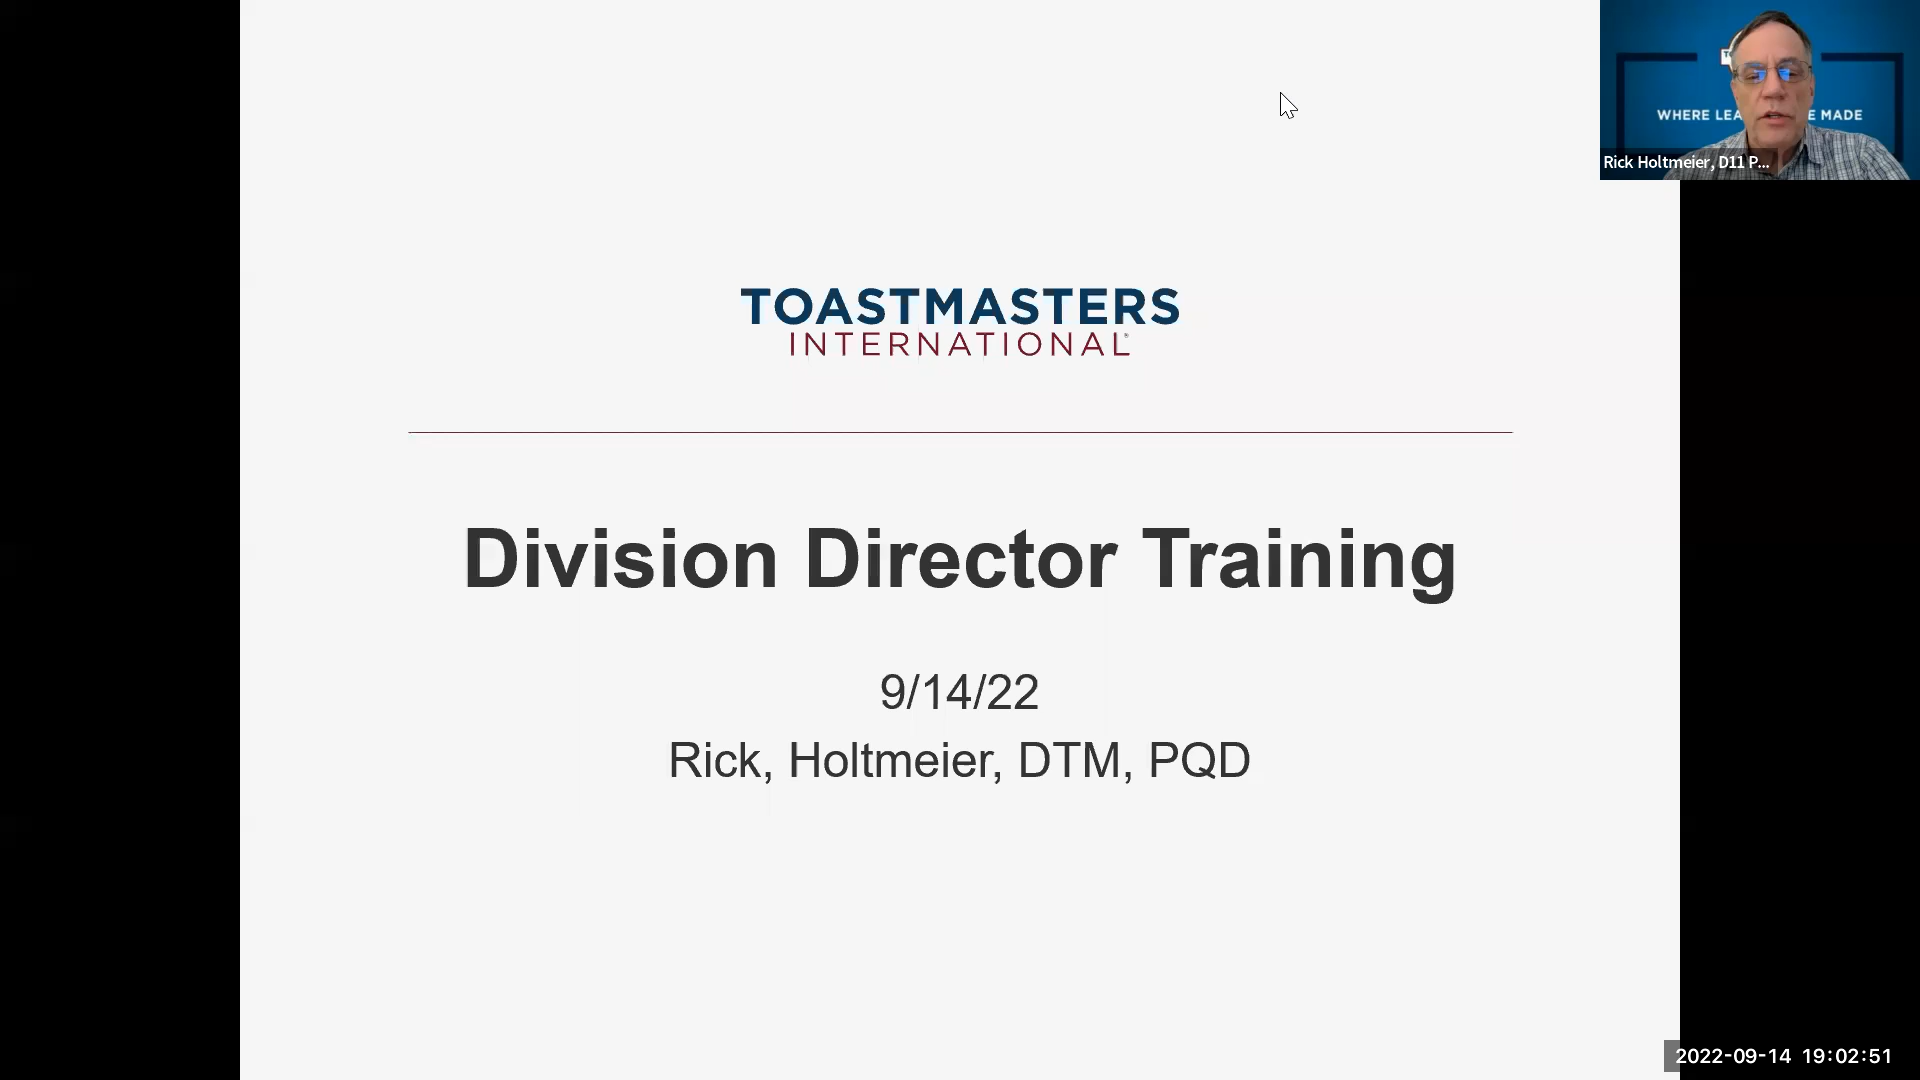 WHERE LEA E MADE
Rick Holtmeier, D11 P...
TOASTMASTERS
INTERNATIONAL
Division Director Training
9/14/22
Rick, Holtmeier, DTM, PQD
2022-09-14 19:02:51